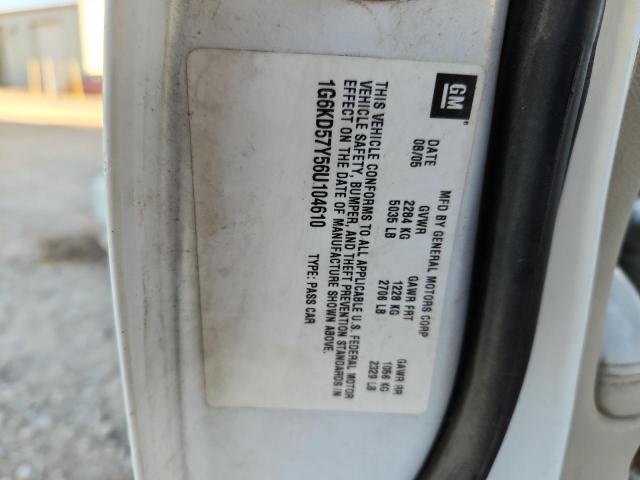 GM
MFD BY GENERAL MOTORS CORP
DATE GVWR GAWR FRT GAWR RR
08/05 2284 KG 1228 KG 1056 KG
5035 LB 2706 LB 2329 LB
THIS VEHICLE CONFORMS TO ALL APPLICABLE U.S. FEDERAL MOTOR
VEHICLE SAFETY, BUMPER, AND THEFT PREVENTION STANDARDS IN
EFFECT ON THE DATE OF MANUFACTURE SHOWN ABOVE.
1G6KD57Y56U104610 TYPE: PASS CAR